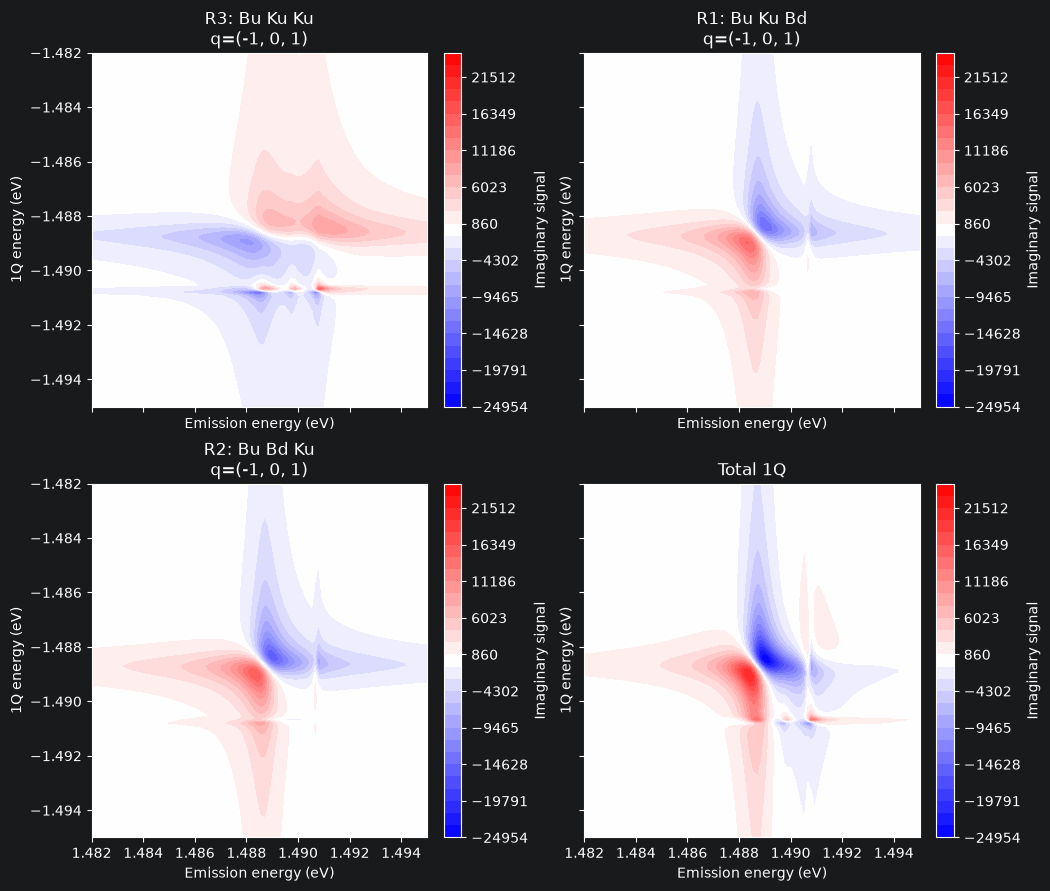 R3: Bu Ku Ku
q=(-1, 0, 1)
−1.482
−1.484
−1.486
−1.488
−1.490
−1.492
−1.494
1Q energy (eV)
Emission energy (eV)
21512
16349
11186
6023
860
−4302
−9465
−14628
−19791
−24954
Imaginary signal
R1: Bu Ku Bd
q=(-1, 0, 1)
1Q energy (eV)
Emission energy (eV)
21512
16349
11186
6023
860
−4302
−9465
−14628
−19791
−24954
Imaginary signal
R2: Bu Bd Ku
q=(-1, 0, 1)
−1.482
−1.484
−1.486
−1.488
−1.490
−1.492
−1.494
1Q energy (eV)
1.482 1.484 1.486 1.488 1.490 1.492 1.494
Emission energy (eV)
21512
16349
11186
6023
860
−4302
−9465
−14628
−19791
−24954
Imaginary signal
Total 1Q
1Q energy (eV)
1.482 1.484 1.486 1.488 1.490 1.492 1.494
Emission energy (eV)
21512
16349
11186
6023
860
−4302
−9465
−14628
−19791
−24954
Imaginary signal